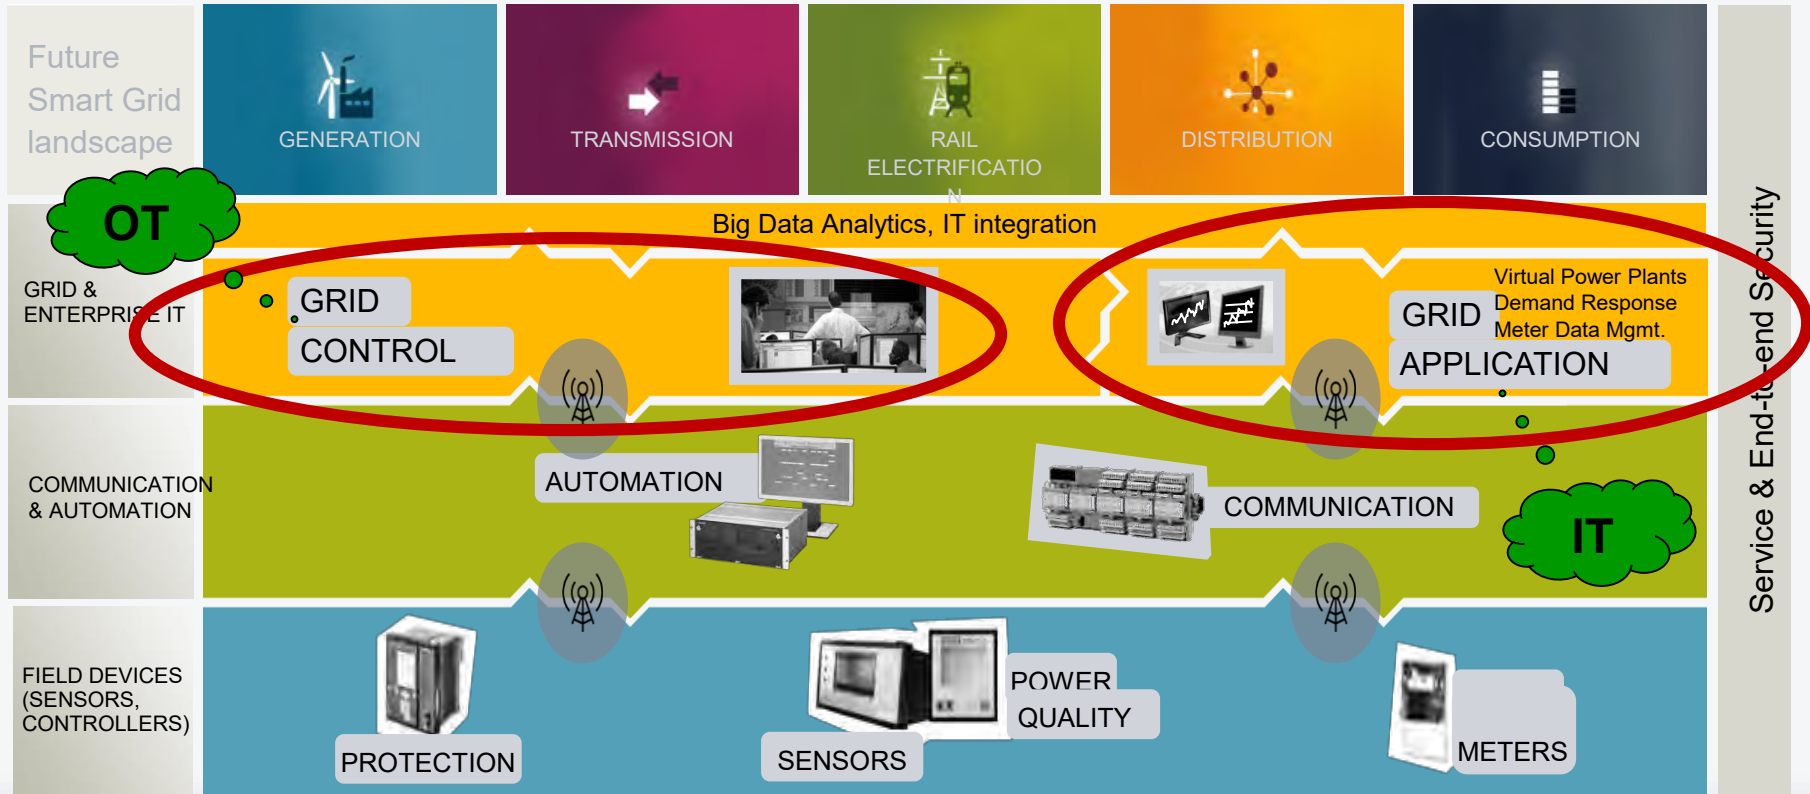 Future
Smart Grid
landscape
GENERATION
TRANSMISSION
RAIL
ELECTRIFICATIO
N
DISTRIBUTION
CONSUMPTION
OT
Big Data Analytics, IT integration
GRID &
ENTERPRISE IT
GRID
CONTROL
GRID
APPLICATION
Virtual Power Plants
Demand Response
Meter Data Mgmt.
COMMUNICATION
& AUTOMATION
AUTOMATION
COMMUNICATION
IT
FIELD DEVICES
(SENSORS,
CONTROLLERS)
PROTECTION
SENSORS
POWER
QUALITY
METERS
Service & End-to-end Security